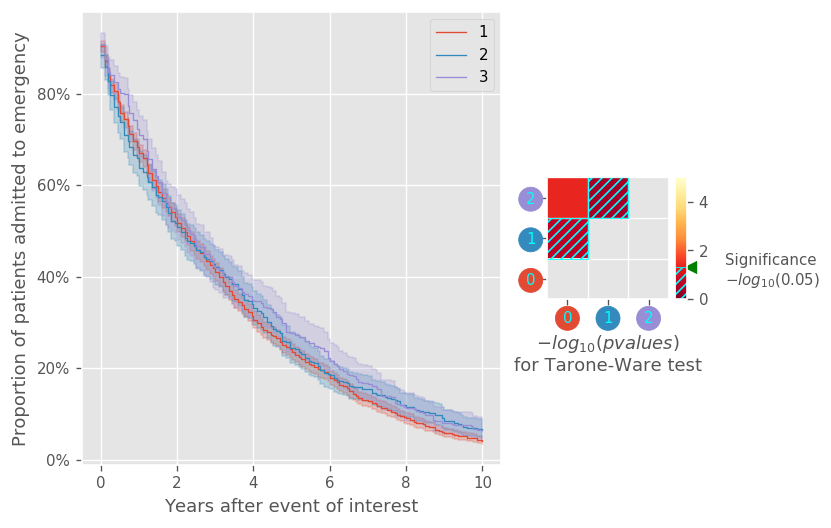 Proportion of patients admitted to emergency
80%
60%
40%
20%
0%
0 2 4 6 8 10
Years after event of interest
1
2
3
2
1
0
0 1 2
4
2
0
Significance
−log₁₀(0.05)
−log₁₀(pvalues)
for Tarone-Ware test